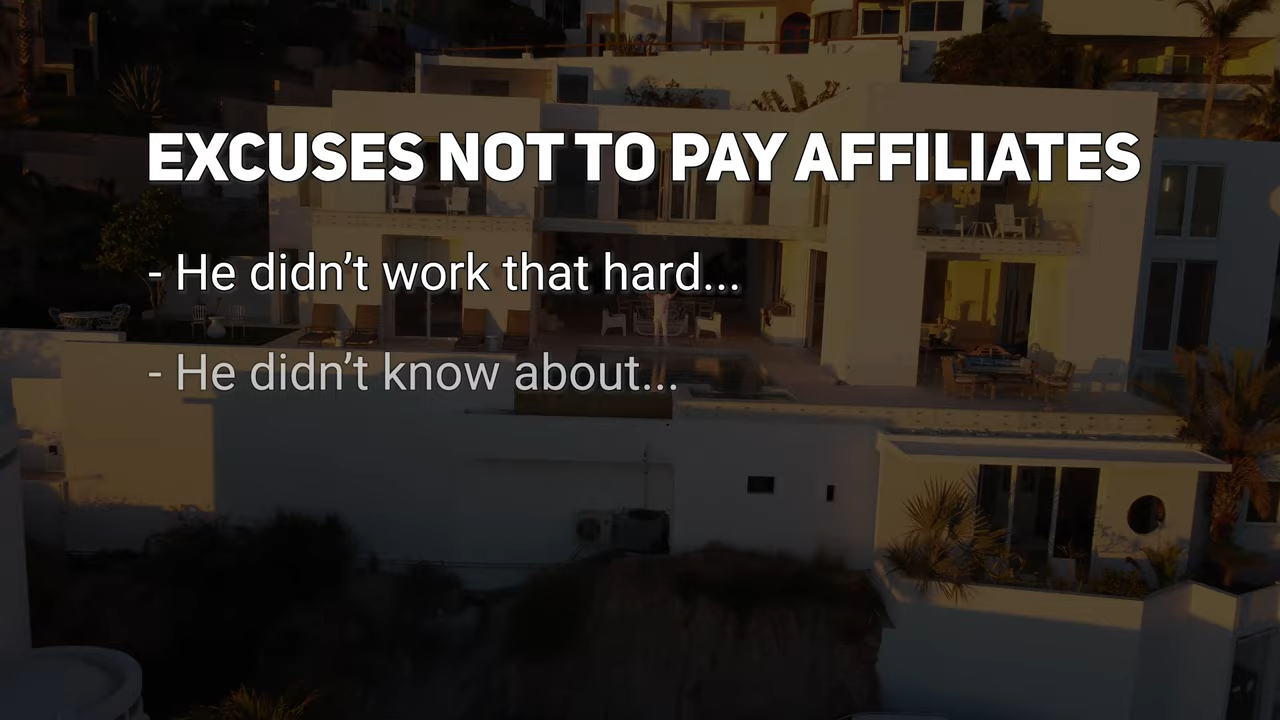 EXCUSES NOT TO PAY AFFILIATES
- He didn’t work that hard...
- He didn’t know about...